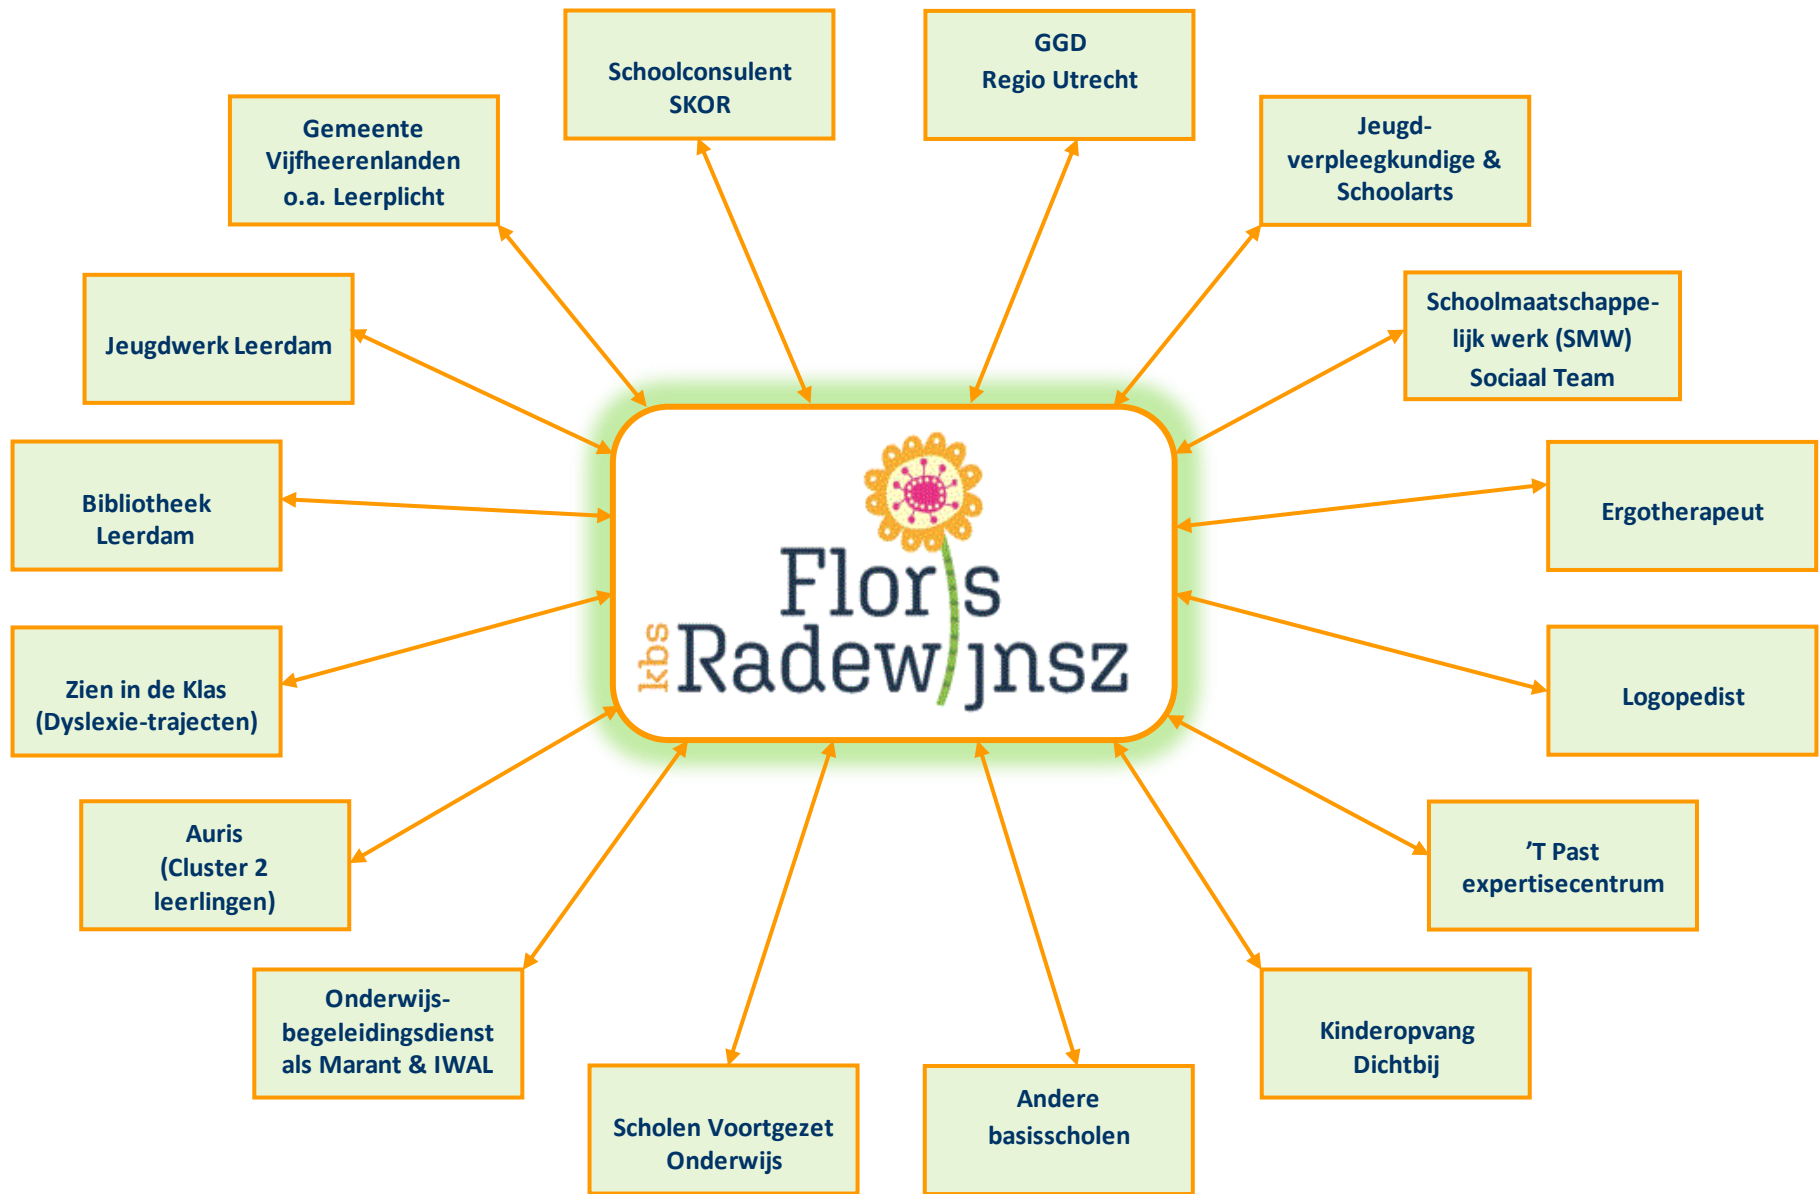 Schoolconsulent
SKOR
GGD
Regio Utrecht
Gemeente
Vijfheerenlanden
o.a. Leerplicht
Jeugd-
verpleegkundige &
Schoolarts
Jeugdwerk Leerdam
Schoolmaatschappe-
lijk werk (SMW)
Sociaal Team
Bibliotheek
Leerdam
Ergotherapeut
Floris
kbs Radewijnsz
Zien in de Klas
(Dyslexie-trajecten)
Logopedist
Auris
(Cluster 2
leerlingen)
’T Past
expertisecentrum
Onderwijs-
begeleidingsdienst
als Marant & IWAL
Kinderopvang
Dichtbij
Scholen Voortgezet
Onderwijs
Andere
basisscholen